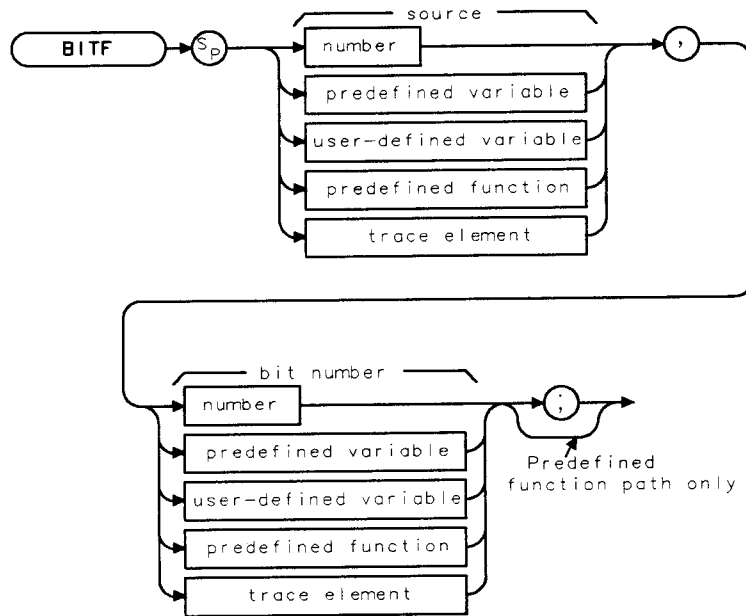 source
BITF
Sp
number
,
predefined variable
user-defined variable
predefined function
trace element
bit number
number
;
predefined variable
Predefined
function path only
user-defined variable
predefined function
trace element